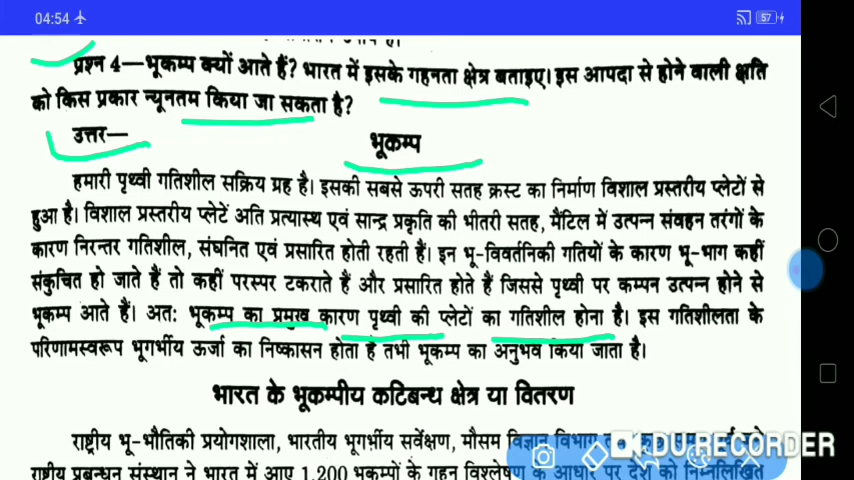 04:54
57
प्रश्न 4—भूकम्प क्यों आते हैं? भारत में इसके गहनता क्षेत्र बताइए। इस आपदा से होने वाली क्षति
को किस प्रकार न्यूनतम किया जा सकता है?
उत्तर—
भूकम्प
हमारी पृथ्वी गतिशील सक्रिय ग्रह है। इसकी सबसे ऊपरी सतह क्रस्ट का निर्माण विशाल प्रस्तरीय प्लेटों से
हुआ है। विशाल प्रस्तरीय प्लेटें अति प्रत्यास्थ एवं सान्द्र प्रकृति की भीतरी सतह, मैंटिल में उत्पन्न संवहन तरंगों के
कारण निरन्तर गतिशील, संघनित एवं प्रसारित होती रहती हैं। इन भू-विवर्तनिकी गतियों के कारण भू-भाग कहीं
संकुचित हो जाते हैं तो कहीं परस्पर टकराते हैं और प्रसारित होते हैं जिससे पृथ्वी पर कम्पन उत्पन्न होने से
भूकम्प आते हैं। अतः भूकम्प का प्रमुख कारण पृथ्वी की प्लेटों का गतिशील होना है। इस गतिशीलता के
परिणामस्वरूप भूगर्भीय ऊर्जा का निष्कासन होता है तभी भूकम्प का अनुभव किया जाता है।
भारत के भूकम्पीय कटिबन्ध क्षेत्र या वितरण
राष्ट्रीय भू-भौतिकी प्रयोगशाला, भारतीय भूगर्भीय सर्वेक्षण, मौसम विज्ञान विभाग
राष्ट्रीय प्रबन्धन संस्थान ने भारत में आए 1,200 भूकम्पों के गहन विश्लेषण के आधार पर देश को निम्नलिखित
DU RECORDER